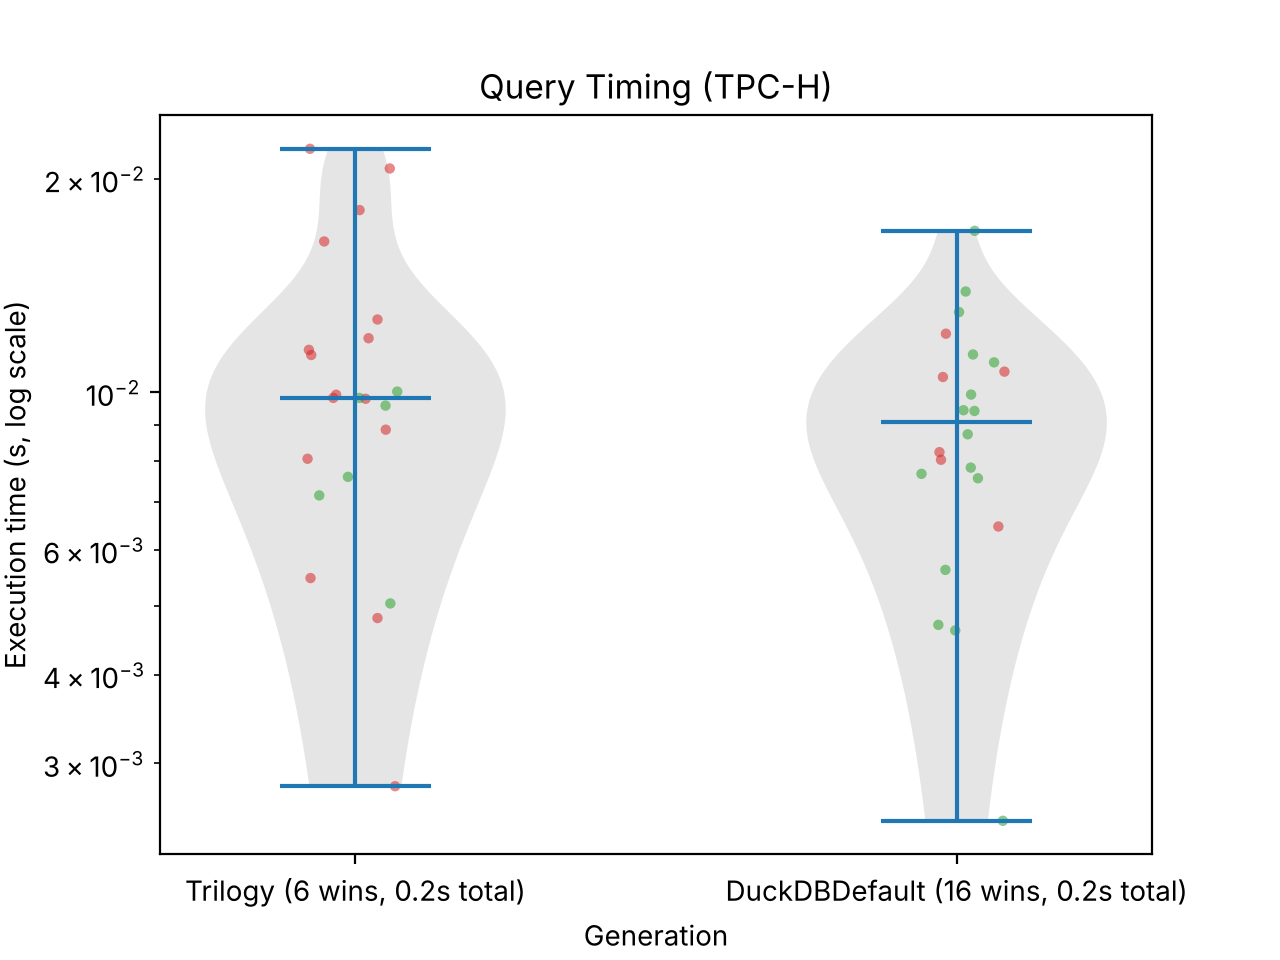 Query Timing (TPC-H)
Execution time (s, log scale)
2 × 10⁻²
10⁻²
6 × 10⁻³
4 × 10⁻³
3 × 10⁻³
Trilogy (6 wins, 0.2s total)
DuckDBDefault (16 wins, 0.2s total)
Generation